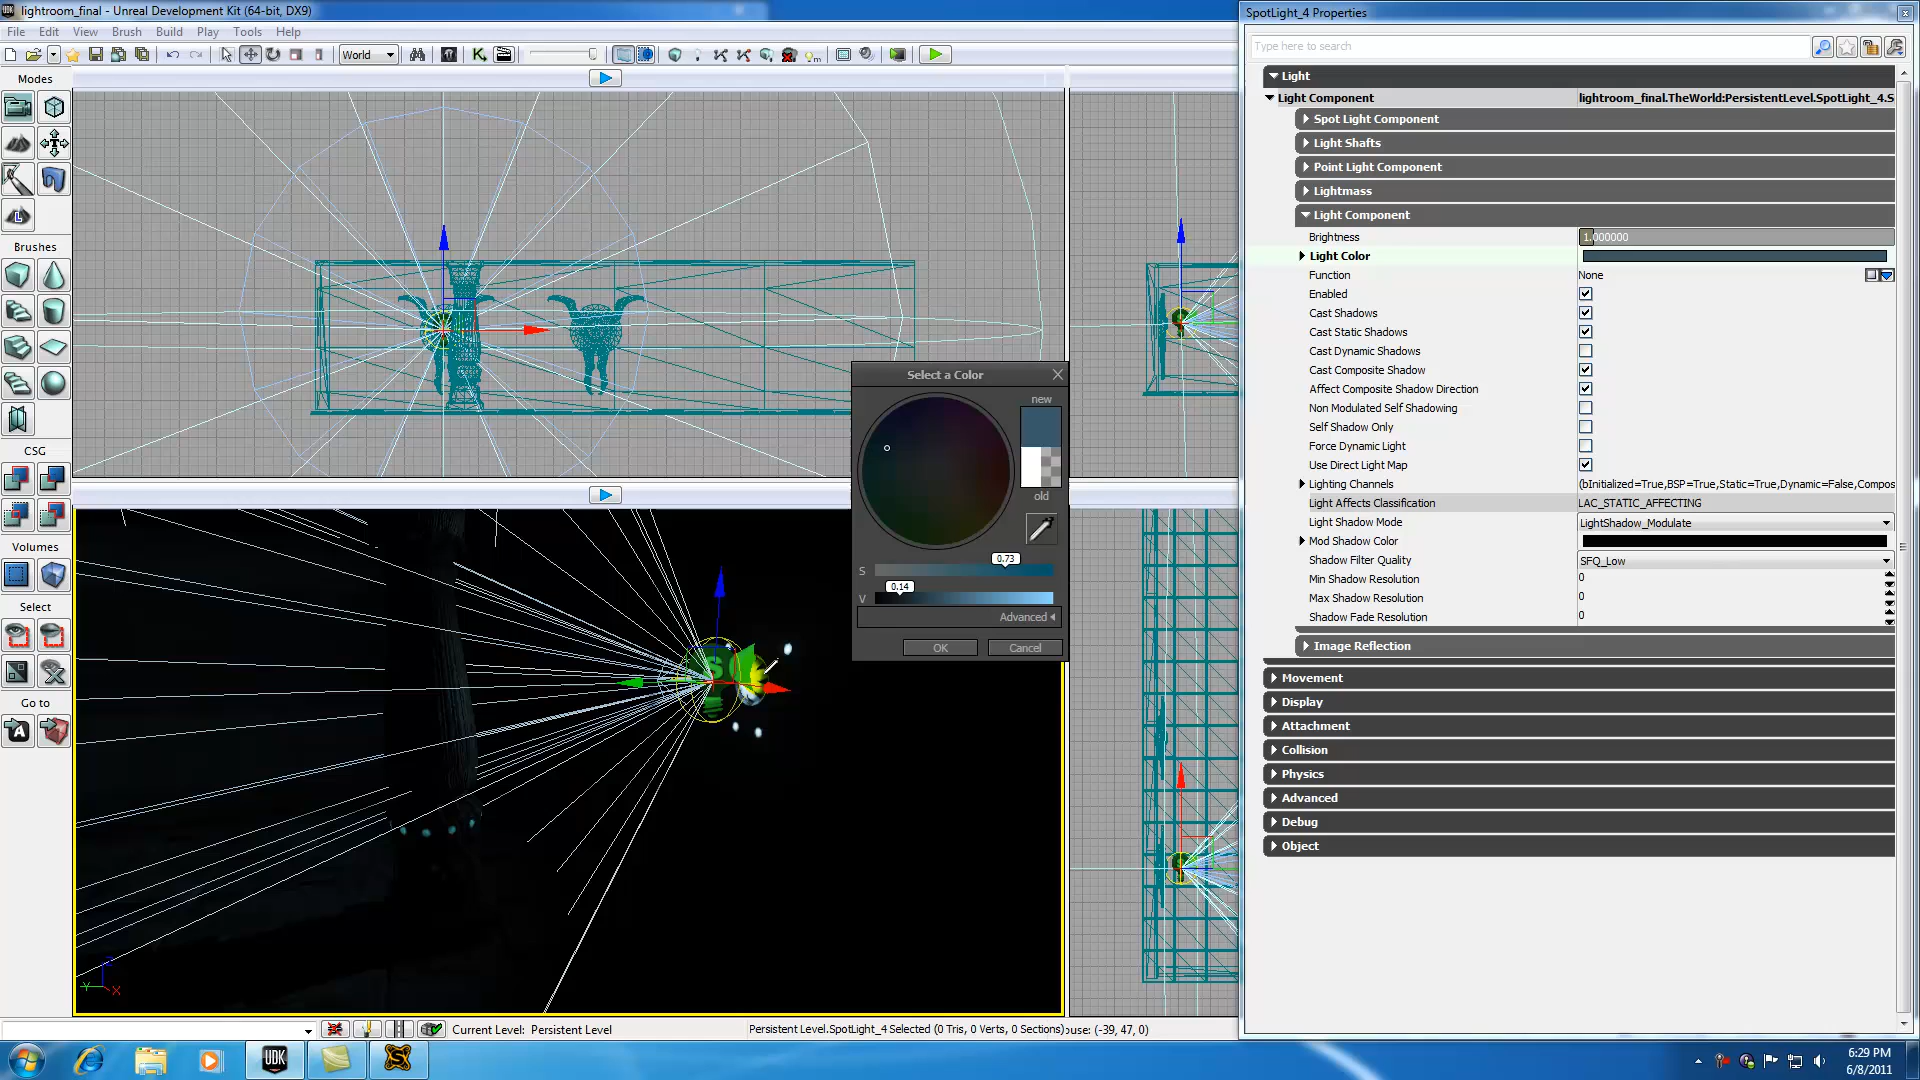 lightroom_final - Unreal Development Kit (64-bit, DX9)
File Edit View Brush Build Play Tools Help
World
Modes
Brushes
CSG
Volumes
Select
Go to
Select a Color
new
old
0.73
S
0.14
V
Advanced
OK
Cancel
Current Level: Persistent Level
Persistent Level.SpotLight_4 Selected (0 Tris, 0 Verts, 0 Sections)
ouse: (-39, 47, 0)
SpotLight_4 Properties
Type here to search
Light
Light Component lightroom_final.TheWorld:PersistentLevel.SpotLight_4.S
Spot Light Component
Light Shafts
Point Light Component
Lightmass
Light Component
Brightness 1.000000
Light Color
Function None
Enabled
Cast Shadows
Cast Static Shadows
Cast Dynamic Shadows
Cast Composite Shadow
Affect Composite Shadow Direction
Non Modulated Self Shadowing
Self Shadow Only
Force Dynamic Light
Use Direct Light Map
Lighting Channels (bInitialized=True,BSP=True,Static=True,Dynamic=False,Compos
Light Affects Classification LAC_STATIC_AFFECTING
Light Shadow Mode LightShadow_Modulate
Mod Shadow Color
Shadow Filter Quality SFQ_Low
Min Shadow Resolution 0
Max Shadow Resolution 0
Shadow Fade Resolution 0
Image Reflection
Movement
Display
Attachment
Collision
Physics
Advanced
Debug
Object
UDK
6:29 PM
6/8/2011